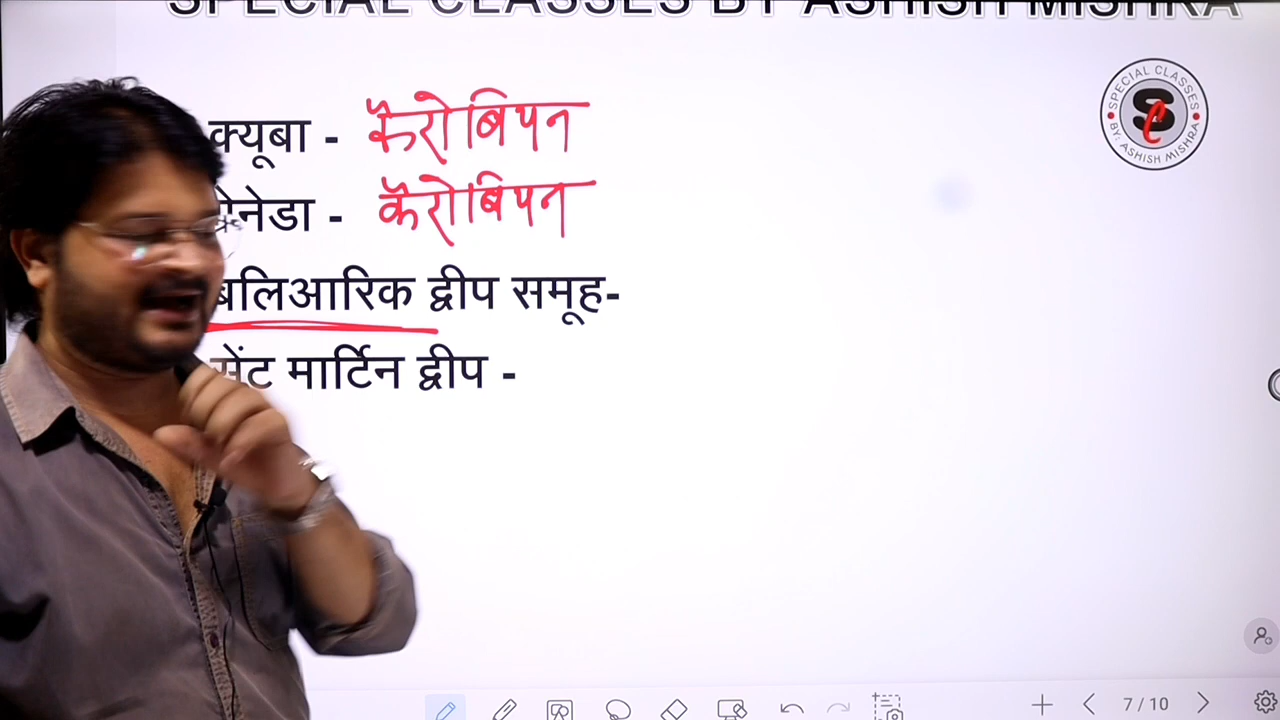 SPECIAL CLASSES BY ASHISH MISHRA
क्यूबा - कैरीबियन
ग्रेनेडा - कैरीबियन
बलिआरिक द्वीप समूह-
सेंट मार्टिन द्वीप -
SPECIAL CLASSES
BY: ASHISH MISHRA
7/10